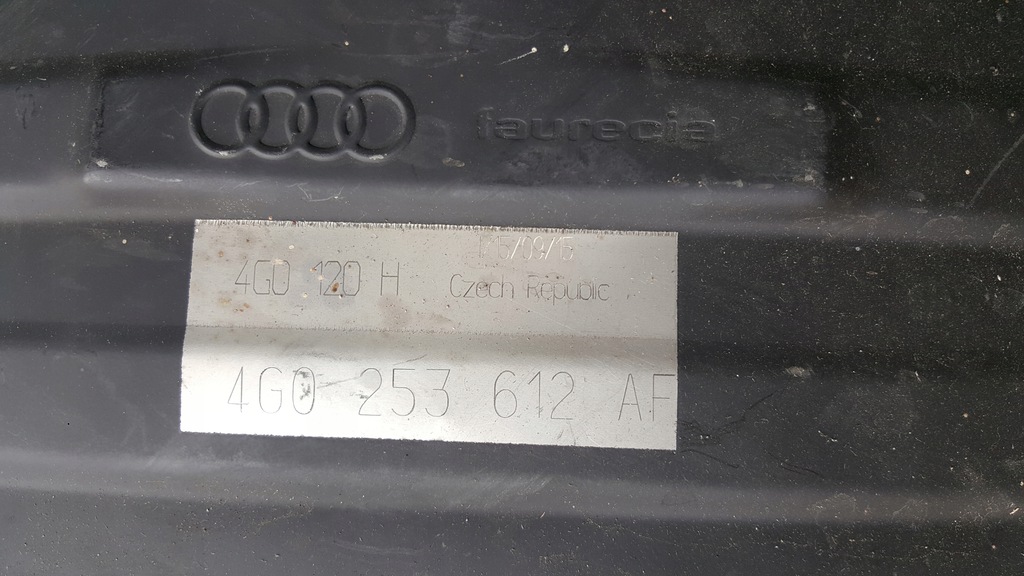 faurecia
4G0 120 H Czech Republic
4G0 253 612 AF